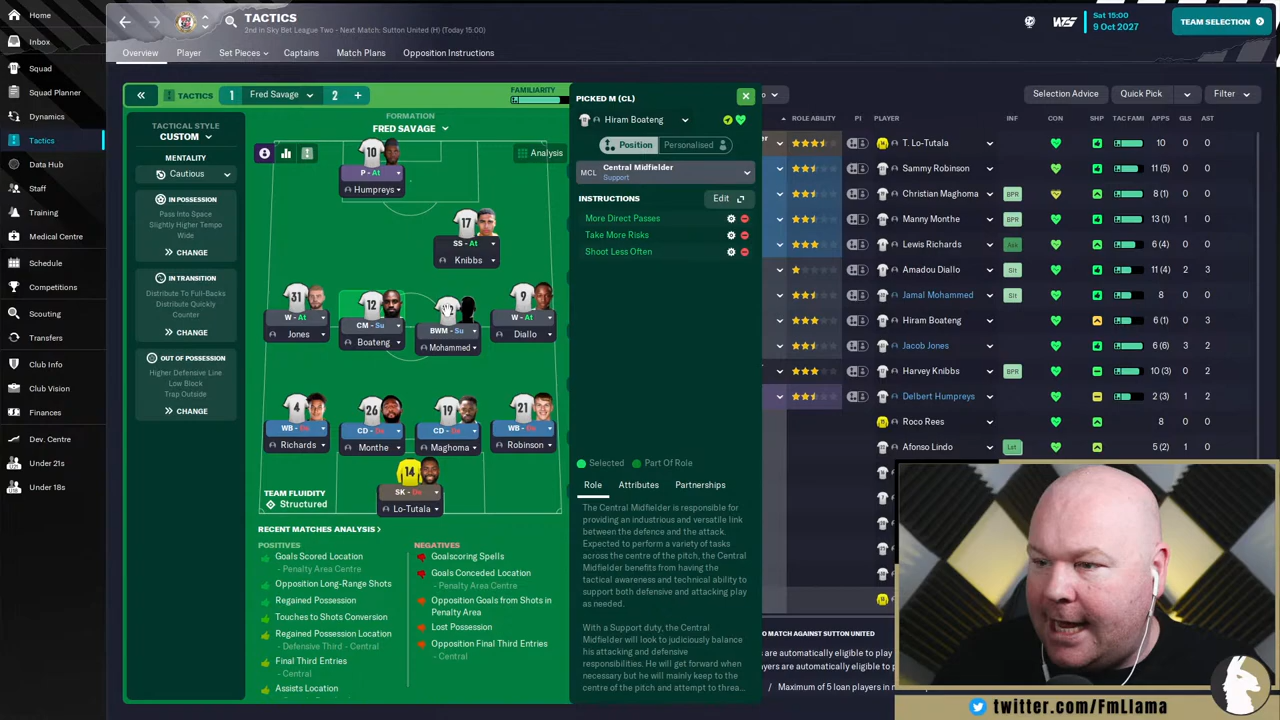 Home
Inbox
Squad
Squad Planner
Dynamics
Tactics
Data Hub
Staff
Training
Medical Centre
Schedule
Competitions
Scouting
Transfers
Club Info
Club Vision
Finances
Dev. Centre
Under 21s
Under 18s
TACTICS
2nd in Sky Bet League Two - Next Match: Sutton United (H) (Today 15:00)
Sat 15:00
9 Oct 2027
TEAM SELECTION
Overview
Player
Set Pieces
Captains
Match Plans
Opposition Instructions
TACTICS
1
Fred Savage
2
FAMILIARITY
TACTICAL STYLE
CUSTOM
MENTALITY
Cautious
IN POSSESSION
Pass Into Space
Slightly Higher Tempo
Wide
CHANGE
IN TRANSITION
Distribute To Full-Backs
Distribute Quickly
Counter
CHANGE
OUT OF POSSESSION
Higher Defensive Line
Low Block
Trap Outside
CHANGE
FORMATION
FRED SAVAGE
Analysis
10
P - At
Humpreys
17
SS - At
Knibbs
31
W - At
Jones
12
CM - Su
Boateng
BWM - Su
Mohammed
9
W - At
Diallo
4
WB - De
Richards
26
CD - De
Monthe
19
CD - De
Maghoma
21
WB - De
Robinson
14
SK - De
Lo-Tutala
TEAM FLUIDITY
Structured
RECENT MATCHES ANALYSIS
POSITIVES
Goals Scored Location
- Penalty Area Centre
Opposition Long-Range Shots
Regained Possession
Touches to Shots Conversion
Regained Possession Location
- Defensive Third - Central
Final Third Entries
- Central
Assists Location
NEGATIVES
Goalscoring Spells
Goals Conceded Location
- Penalty Area Centre
Opposition Goals from Shots in
Penalty Area
Lost Possession
Opposition Final Third Entries
- Central
PICKED M (CL)
Hiram Boateng
Position
Personalised
MCL
Central Midfielder
Support
INSTRUCTIONS
Edit
More Direct Passes
Take More Risks
Shoot Less Often
Selected
Part Of Role
Role
Attributes
Partnerships
The Central Midfielder is responsible for
providing an industrious and versatile link
between the defence and the attack.
Expected to perform a variety of tasks
across the centre of the pitch, the Central
Midfielder benefits from having the
tactical awareness and technical ability to
support both defensive and attacking play
as needed.
With a Support duty, the Central
Midfielder will look to judiciously balance
his attacking and defensive
responsibilities. He will get forward when
necessary but he will mainly keep to the
centre of the pitch and attempt to threa...
Selection Advice
Quick Pick
Filter
ROLE ABILITY
PI
PLAYER
INF
CON
SHP
TAC FAMI
APPS
GLS
AST
T. Lo-Tutala 10 0 0
Sammy Robinson 11 (5) 0 0
Christian Maghoma BPR 8 (1) 0 0
Manny Monthe BPR 13 (1) 1 0
Lewis Richards Ask 6 (4) 0 0
Amadou Diallo Slt 11 (4) 2 3
Jamal Mohammed Slt 8 0 0
Hiram Boateng 6 (1) 0 3
Jacob Jones 6 (6) 3 2
Harvey Knibbs BPR 10 (3) 0 2
Delbert Humpreys 2 (3) 1 2
Roco Rees 8 0 0
Afonso Lindo Lst 5 (2) 1 0
MATCH AGAINST SUTTON UNITED
ers are automatically eligible to play
ayers are automatically eligible to pla
Maximum of 5 loan players in
twitter.com/FmLlama